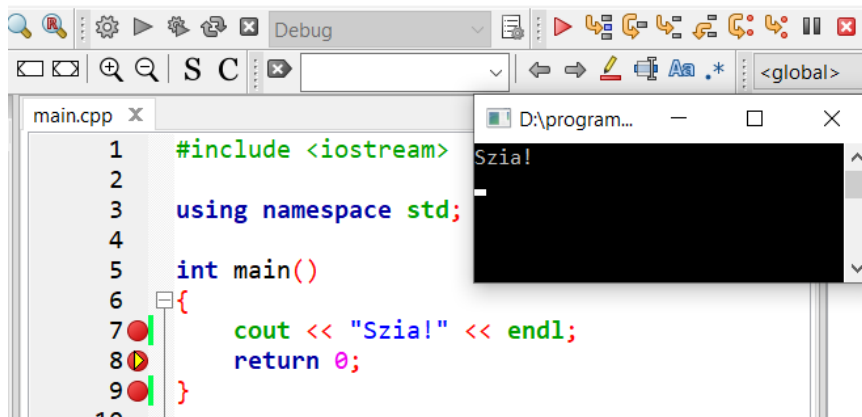 Debug
S C
Aa .*
<global>
main.cpp
D:\program...
1 #include <iostream>
2
3 using namespace std;
4
5 int main()
6 {
7 cout << "Szia!" << endl;
8 return 0;
9 }
10
Szia!